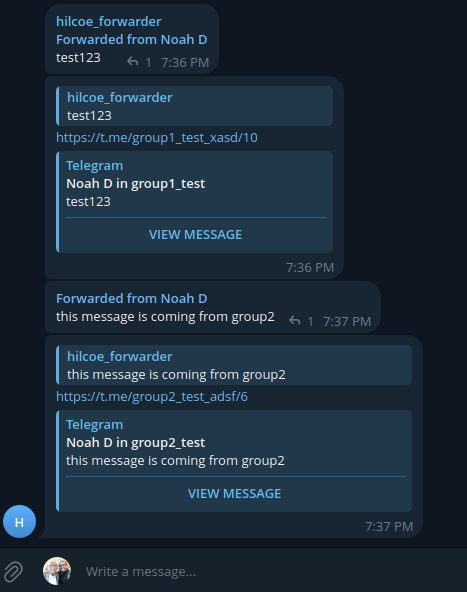 hilcoe_forwarder
Forwarded from Noah D
test123
1 7:36 PM
hilcoe_forwarder
test123
https://t.me/group1_test_xasd/10
Telegram
Noah D in group1_test
test123
VIEW MESSAGE
7:36 PM
Forwarded from Noah D
this message is coming from group2
1 7:37 PM
hilcoe_forwarder
this message is coming from group2
https://t.me/group2_test_adsf/6
Telegram
Noah D in group2_test
this message is coming from group2
VIEW MESSAGE
7:37 PM
H
Write a message...